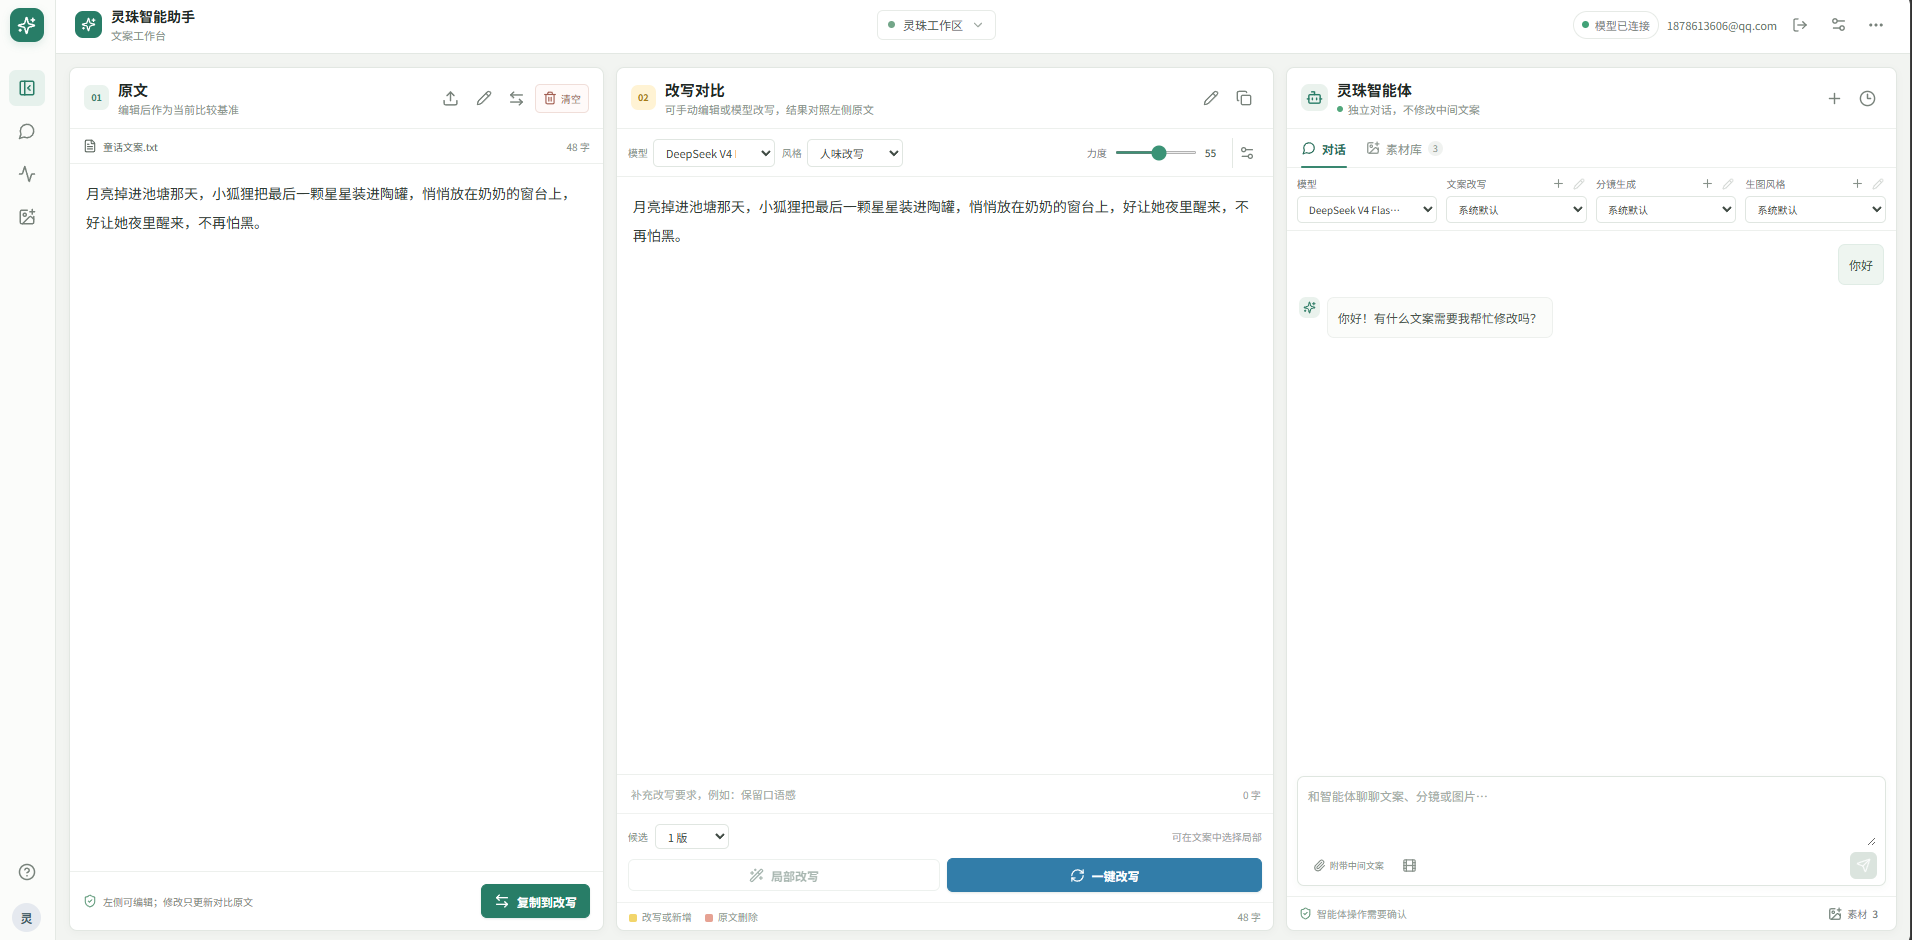 灵珠智能助手
文案工作台
灵珠工作区
模型已连接
1878613606@qq.com
01
原文
编辑后作为当前比较基准
清空
童话文案.txt
48 字
月亮掉进池塘那天，小狐狸把最后一颗星星装进陶罐，悄悄放在奶奶的窗台上，
好让她夜里醒来，不再怕黑。
左侧可编辑；修改只更新对比原文
复制到改写
02
改写对比
可手动编辑或模型改写，结果对照左侧原文
模型
DeepSeek V4
风格
人味改写
力度
55
月亮掉进池塘那天，小狐狸把最后一颗星星装进陶罐，悄悄放在奶奶的窗台上，好让她夜里醒来，不
再怕黑。
补充改写要求，例如：保留口语感
0 字
候选
1 版
可在文案中选择局部
局部改写
一键改写
改写或新增
原文删除
48 字
灵珠智能体
独立对话，不修改中间文案
对话
素材库
3
模型
文案改写
分镜生成
生图风格
DeepSeek V4 Flas…
系统默认
系统默认
系统默认
你好
你好！有什么文案需要我帮忙修改吗？
和智能体聊聊文案、分镜或图片…
附带中间文案
智能体操作需要确认
素材 3
灵